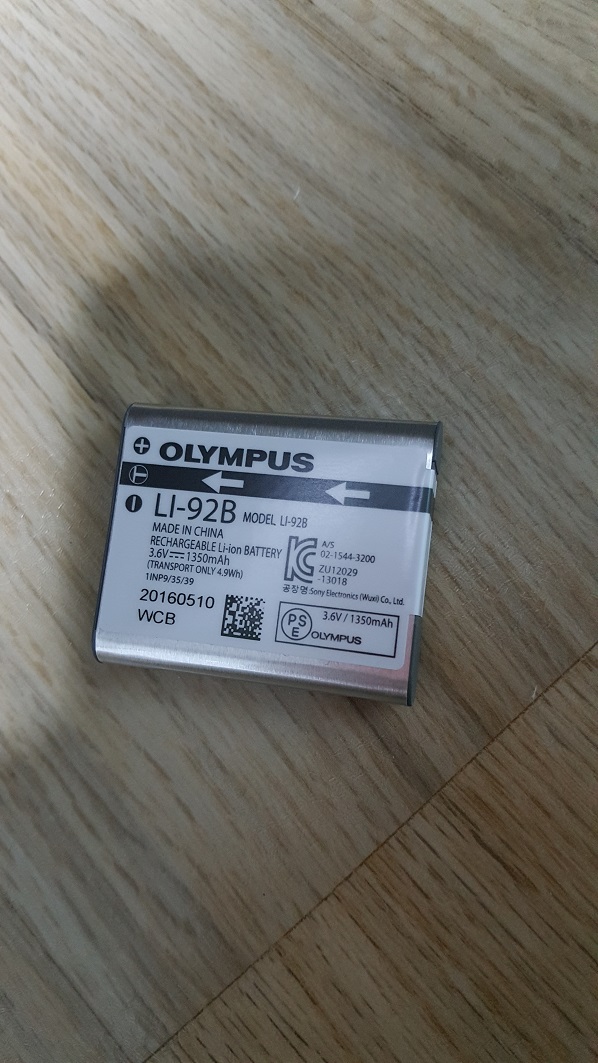 OLYMPUS
LI-92B MODEL LI-92B
MADE IN CHINA
RECHARGEABLE Li-ion BATTERY
3.6V⎓1350mAh
(TRANSPORT ONLY 4.9Wh)
1INP9/35/39
20160510
WCB
A/S
02-1544-3200
ZU12029
-13018
공장명:Sony Electronics (Wuxi) Co., Ltd.
PS
E
3.6V / 1350mAh
OLYMPUS